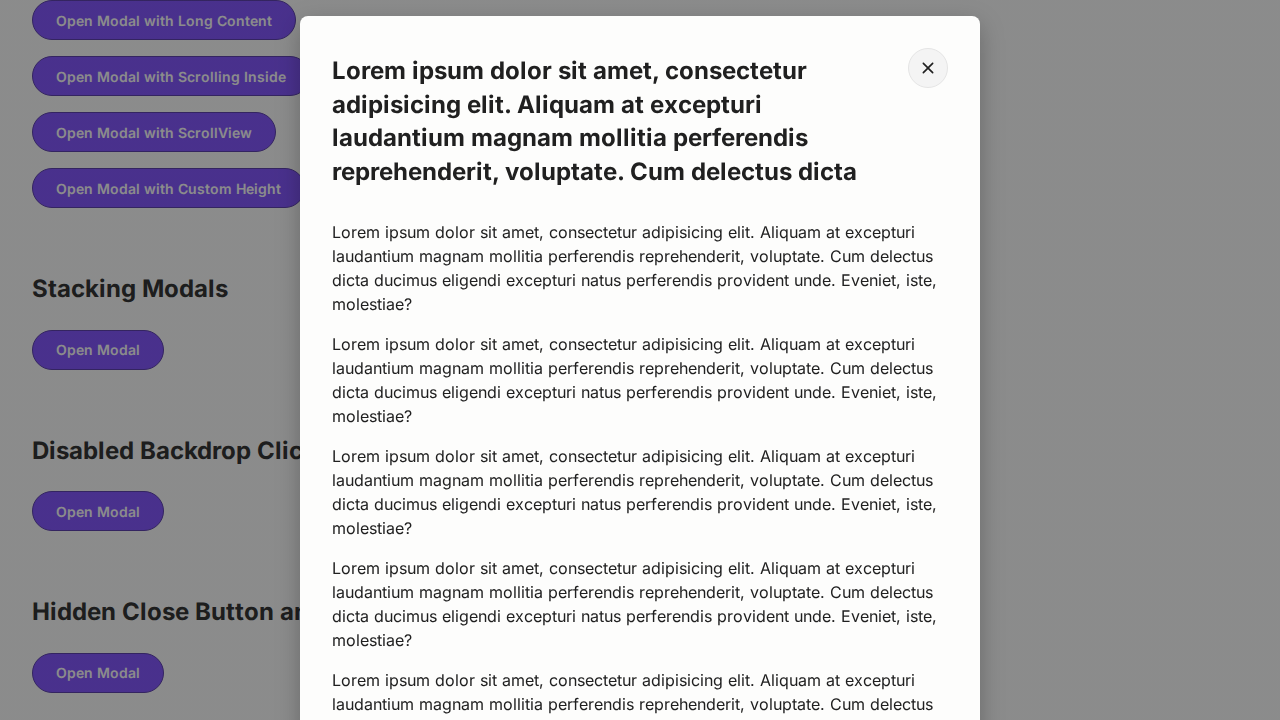 Open Modal with Long Content
Open Modal with Scrolling Inside
Open Modal with ScrollView
Open Modal with Custom Height
Stacking Modals
Open Modal
Disabled Backdrop Clic
Open Modal
Hidden Close Button an
Open Modal
Lorem ipsum dolor sit amet, consectetur
adipisicing elit. Aliquam at excepturi
laudantium magnam mollitia perferendis
reprehenderit, voluptate. Cum delectus dicta
Lorem ipsum dolor sit amet, consectetur adipisicing elit. Aliquam at excepturi
laudantium magnam mollitia perferendis reprehenderit, voluptate. Cum delectus
dicta ducimus eligendi excepturi natus perferendis provident unde. Eveniet, iste,
molestiae?
Lorem ipsum dolor sit amet, consectetur adipisicing elit. Aliquam at excepturi
laudantium magnam mollitia perferendis reprehenderit, voluptate. Cum delectus
dicta ducimus eligendi excepturi natus perferendis provident unde. Eveniet, iste,
molestiae?
Lorem ipsum dolor sit amet, consectetur adipisicing elit. Aliquam at excepturi
laudantium magnam mollitia perferendis reprehenderit, voluptate. Cum delectus
dicta ducimus eligendi excepturi natus perferendis provident unde. Eveniet, iste,
molestiae?
Lorem ipsum dolor sit amet, consectetur adipisicing elit. Aliquam at excepturi
laudantium magnam mollitia perferendis reprehenderit, voluptate. Cum delectus
dicta ducimus eligendi excepturi natus perferendis provident unde. Eveniet, iste,
molestiae?
Lorem ipsum dolor sit amet, consectetur adipisicing elit. Aliquam at excepturi
laudantium magnam mollitia perferendis reprehenderit, voluptate. Cum delectus